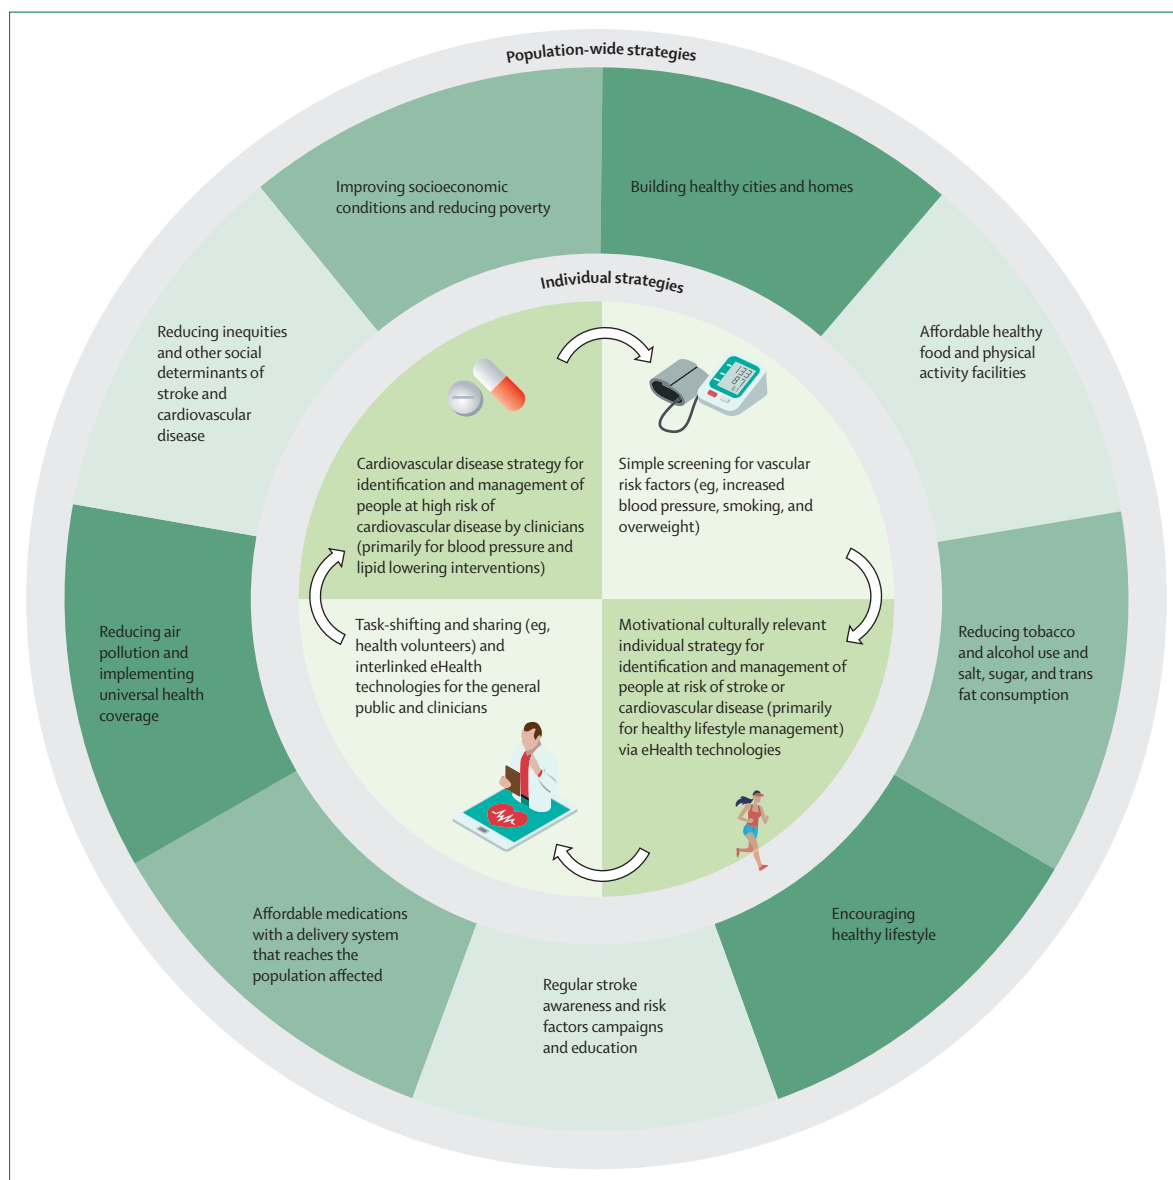 Population-wide strategies
Improving socioeconomic
conditions and reducing poverty
Building healthy cities and homes
Affordable healthy
food and physical
activity facilities
Reducing tobacco
and alcohol use and
salt, sugar, and trans
fat consumption
Encouraging
healthy lifestyle
Regular stroke
awareness and risk
factors campaigns
and education
Affordable medications
with a delivery system
that reaches the
population affected
Reducing air
pollution and
implementing
universal health
coverage
Reducing inequities
and other social
determinants of
stroke and
cardiovascular
disease
Individual strategies
Cardiovascular disease strategy for
identification and management of
people at high risk of
cardiovascular disease by clinicians
(primarily for blood pressure and
lipid lowering interventions)
Simple screening for vascular
risk factors (eg, increased
blood pressure, smoking, and
overweight)
Motivational culturally relevant
individual strategy for
identification and management of
people at risk of stroke or
cardiovascular disease (primarily
for healthy lifestyle management)
via eHealth technologies
Task-shifting and sharing (eg,
health volunteers) and
interlinked eHealth
technologies for the general
public and clinicians